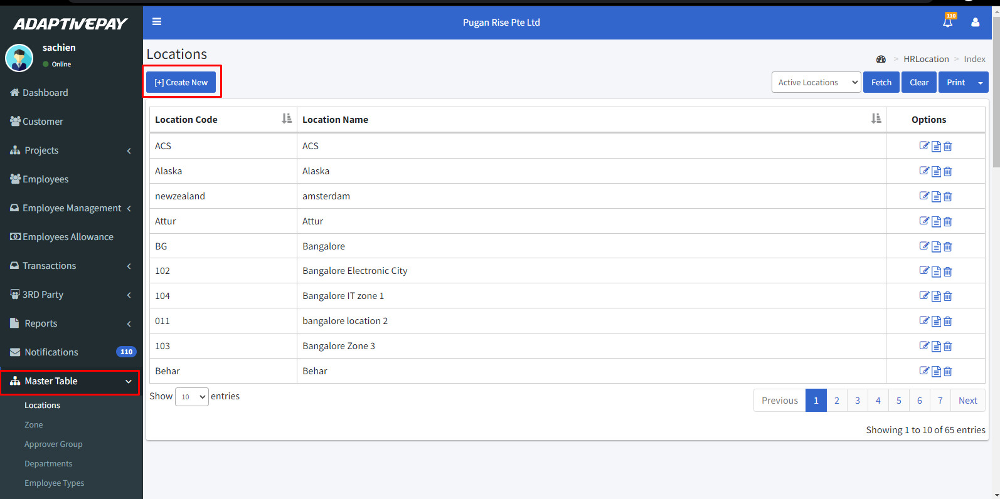 ADAPTIVEPAY
sachien
Online
Dashboard
Customer
Projects
Employees
Employee Management
Employees Allowance
Transactions
3RD Party
Reports
Notifications 110
Master Table
Locations
Zone
Approver Group
Departments
Employee Types
Pugan Rise Pte Ltd
110
Locations
> HRLocation > Index
[+] Create New
Active Locations Fetch Clear Print
Location Code Location Name Options
ACS ACS
Alaska Alaska
newzealand amsterdam
Attur Attur
BG Bangalore
102 Bangalore Electronic City
104 Bangalore IT zone 1
011 bangalore location 2
103 Bangalore Zone 3
Behar Behar
Show 10 entries
Previous 1 2 3 4 5 6 7 Next
Showing 1 to 10 of 65 entries